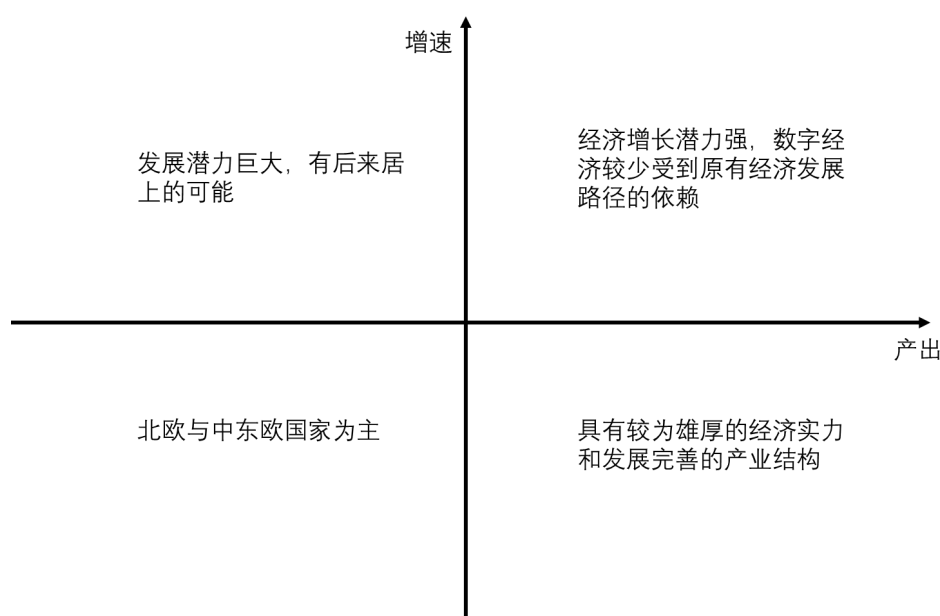 增速
发展潜力巨大，有后来居
上的可能
经济增长潜力强，数字经
济较少受到原有经济发展
路径的依赖
产出
北欧与中东欧国家为主
具有较为雄厚的经济实力
和发展完善的产业结构